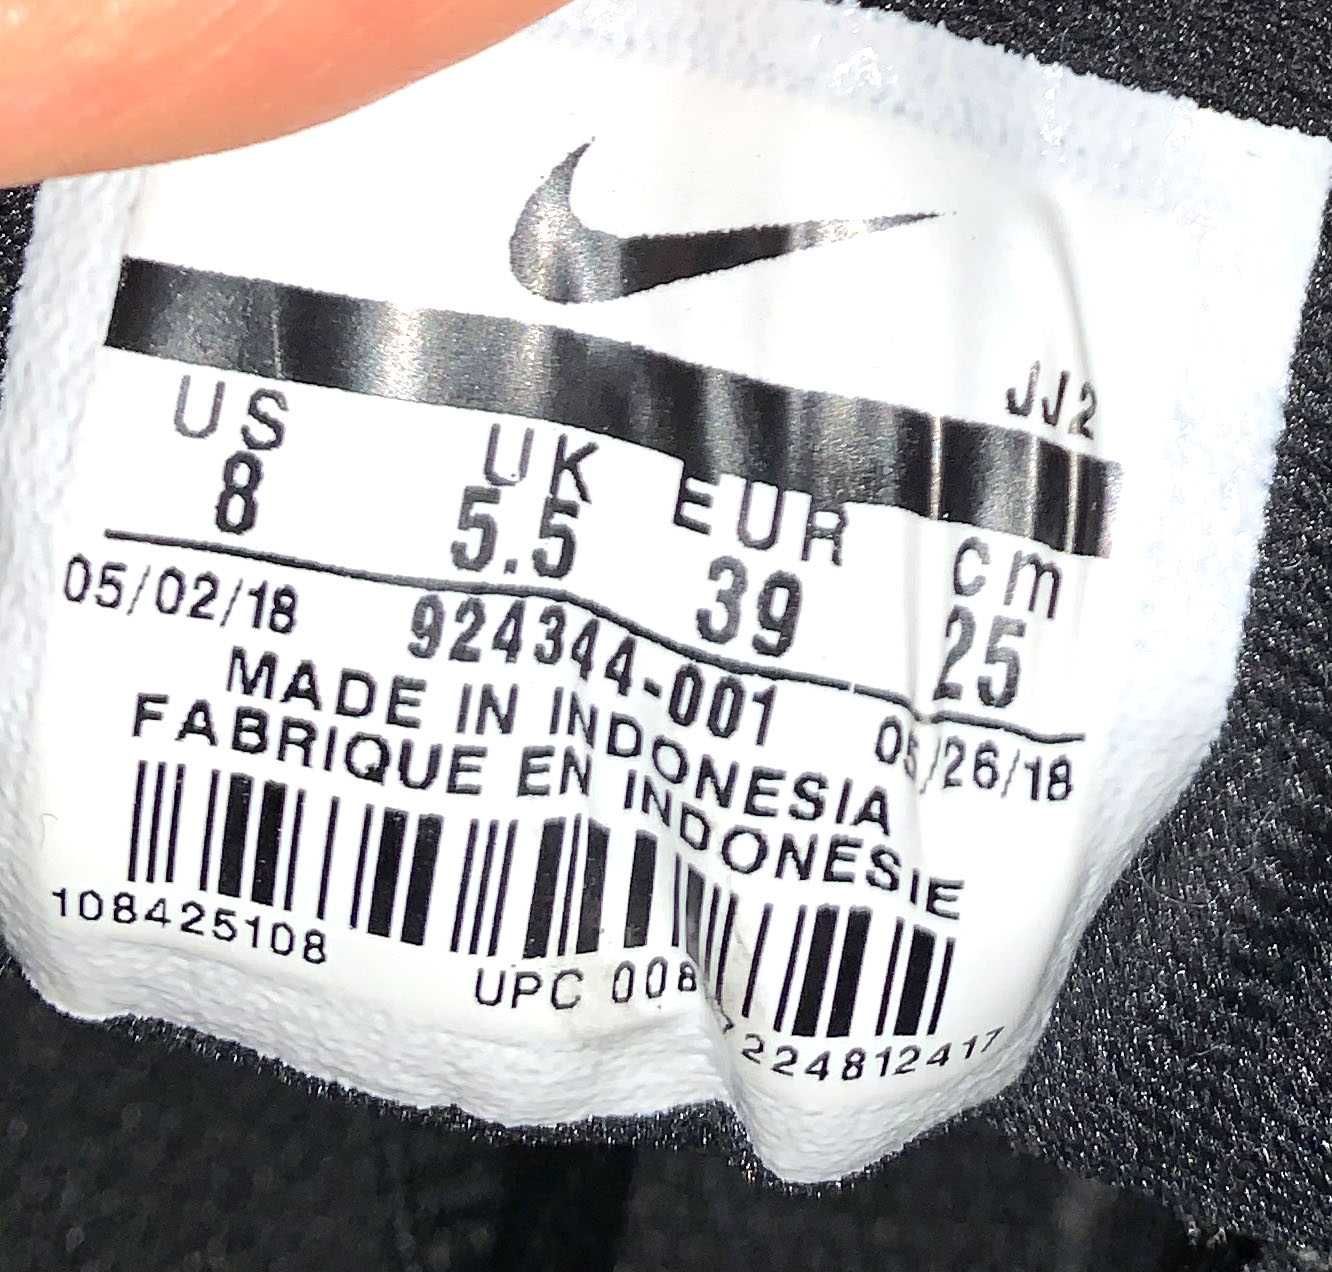 JJ2
US UK EUR cm
8 5.5 39 25
05/02/18 924344-001 05/26/18
MADE IN INDONESIA
FABRIQUE EN INDONESIE
108425108
UPC 008 224812417